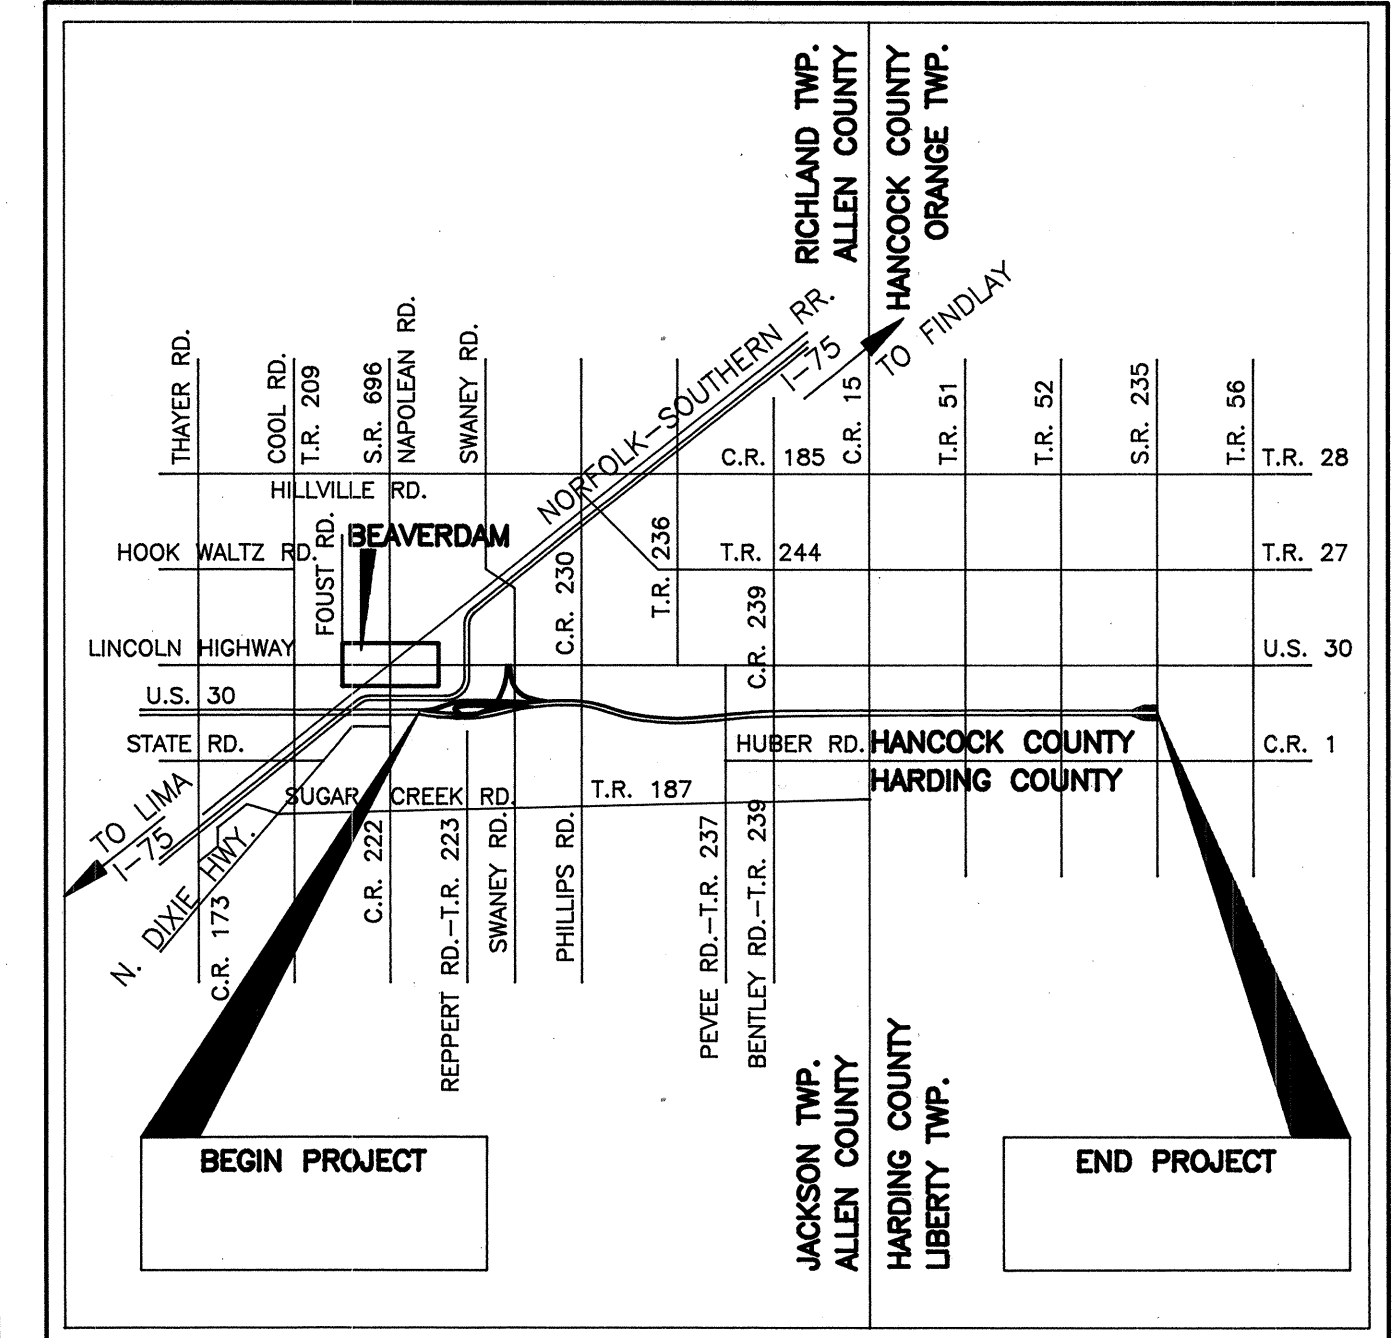 RICHLAND TWP.
ALLEN COUNTY
HANCOCK COUNTY
ORANGE TWP.
NORFOLK-SOUTHERN RR.
I-75
TO FINDLAY
THAYER RD.
COOL RD.
T.R. 209
S.R. 696
NAPOLEAN RD.
SWANEY RD.
C.R. 15
T.R. 51
T.R. 52
S.R. 235
T.R. 56
C.R. 185
T.R. 28
HILLVILLE RD.
BEAVERDAM
HOOK WALTZ RD.
FOUST RD.
C.R. 230
T.R. 236
T.R. 244
T.R. 27
C.R. 239
LINCOLN HIGHWAY
U.S. 30
U.S. 30
STATE RD.
HUBER RD.
HANCOCK COUNTY
HARDING COUNTY
C.R. 1
TO LIMA
I-75
SUGAR CREEK RD.
T.R. 187
N. DIXIE HWY.
C.R. 173
C.R. 222
REPPERT RD.-T.R. 223
SWANEY RD.
PHILLIPS RD.
PEVEE RD.-T.R. 237
BENTLEY RD.-T.R. 239
BEGIN PROJECT
JACKSON TWP.
ALLEN COUNTY
HARDING COUNTY
LIBERTY TWP.
END PROJECT